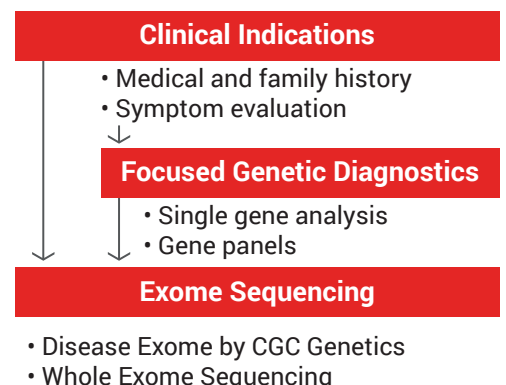 Clinical Indications
• Medical and family history
• Symptom evaluation
Focused Genetic Diagnostics
• Single gene analysis
• Gene panels
Exome Sequencing
• Disease Exome by CGC Genetics
• Whole Exome Sequencing